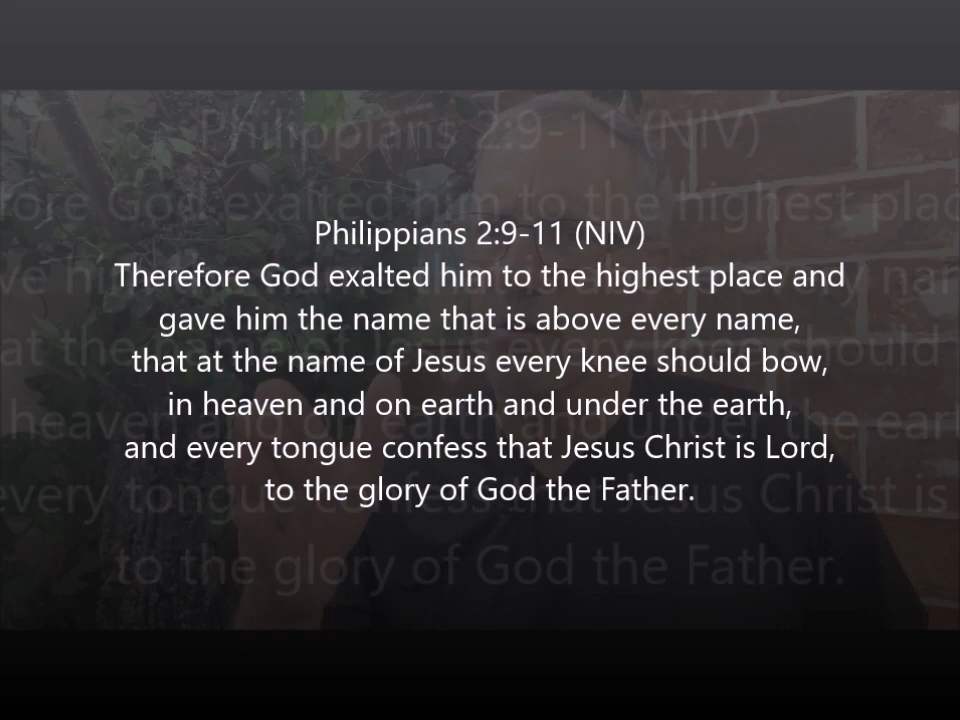 Philippians 2:9-11 (NIV)
Therefore God exalted him to the highest place and
gave him the name that is above every name,
that at the name of Jesus every knee should bow,
in heaven and on earth and under the earth,
and every tongue confess that Jesus Christ is Lord,
to the glory of God the Father.